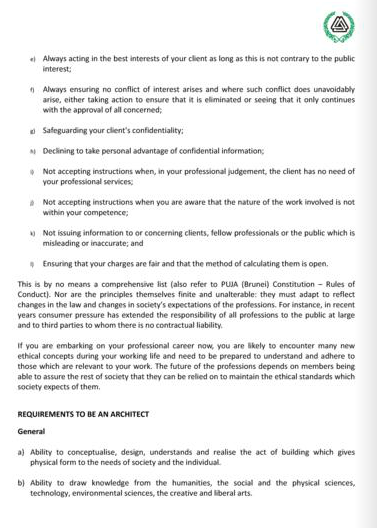 e) Always acting in the best interests of your client as long as this is not contrary to the public
interest;
f) Always ensuring no conflict of interest arises and where such conflict does unavoidably
arise, either taking action to ensure that it is eliminated or seeing that it only continues
with the approval of all concerned;
g) Safeguarding your client's confidentiality;
h) Declining to take personal advantage of confidential information;
i) Not accepting instructions when, in your professional judgement, the client has no need of
your professional services;
j) Not accepting instructions when you are aware that the nature of the work involved is not
within your competence;
k) Not issuing information to or concerning clients, fellow professionals or the public which is
misleading or inaccurate; and
l) Ensuring that your charges are fair and that the method of calculating them is open.
This is by no means a comprehensive list (also refer to PUJA (Brunei) Constitution – Rules of
Conduct). Nor are the principles themselves finite and unalterable: they must adapt to reflect
changes in the law and changes in society's expectations of the professions. For instance, in recent
years consumer pressure has extended the responsibility of all professions to the public at large
and to third parties to whom there is no contractual liability.
If you are embarking on your professional career now, you are likely to encounter many new
ethical concepts during your working life and need to be prepared to understand and adhere to
those which are relevant to your work. The future of the professions depends on members being
able to assure the rest of society that they can be relied on to maintain the ethical standards which
society expects of them.
REQUIREMENTS TO BE AN ARCHITECT
General
a) Ability to conceptualise, design, understands and realise the act of building which gives
physical form to the needs of society and the individual.
b) Ability to draw knowledge from the humanities, the social and the physical sciences,
technology, environmental sciences, the creative and liberal arts.